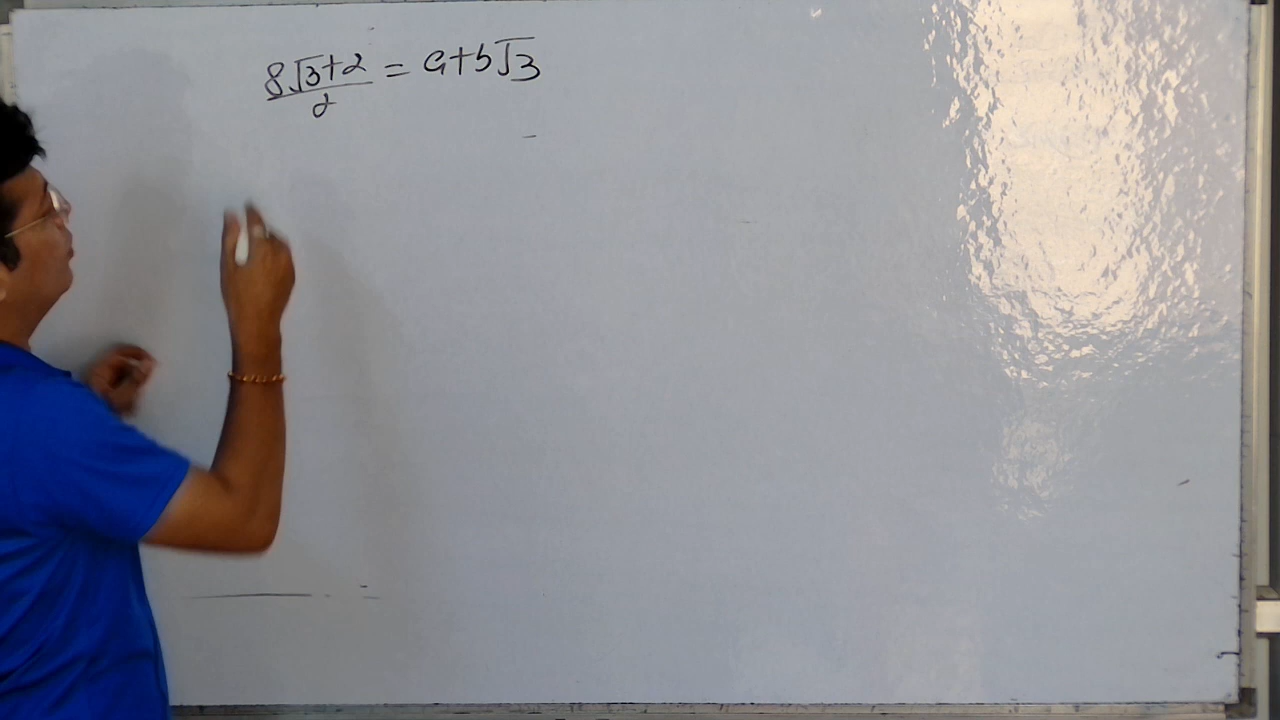 (8√3+2)/2 = a+b√3